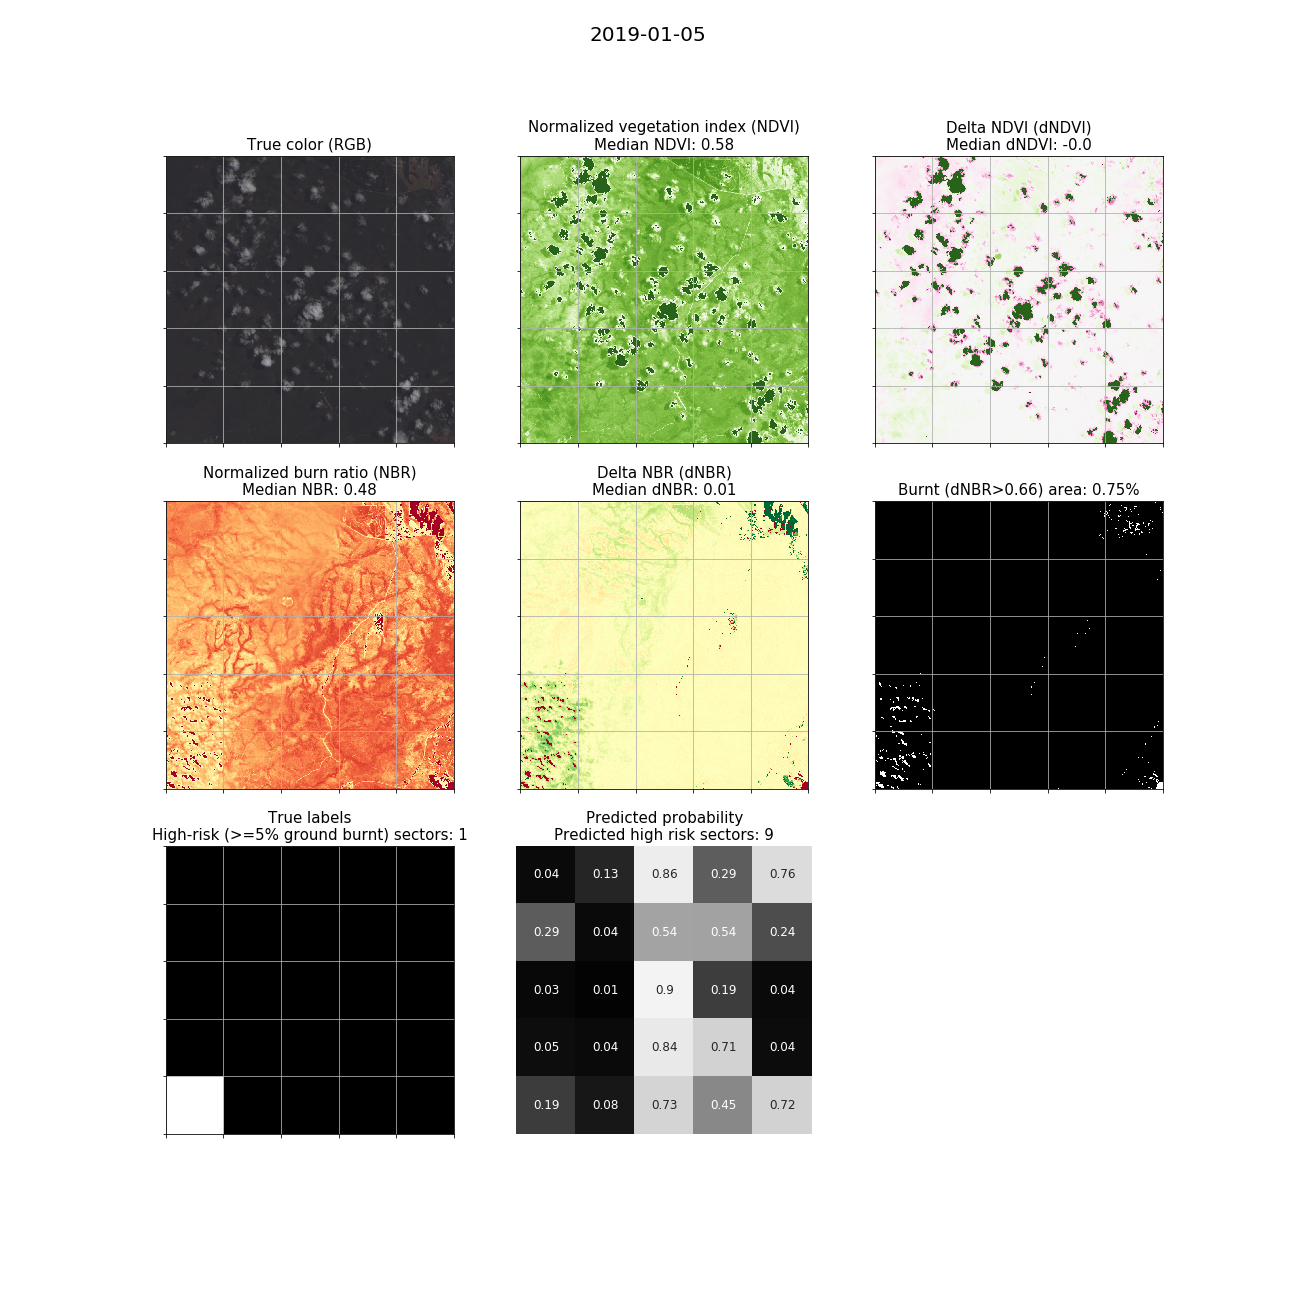 2019-01-05
True color (RGB)
Normalized vegetation index (NDVI)
Median NDVI: 0.58
Delta NDVI (dNDVI)
Median dNDVI: -0.0
Normalized burn ratio (NBR)
Median NBR: 0.48
Delta NBR (dNBR)
Median dNBR: 0.01
Burnt (dNBR>0.66) area: 0.75%
True labels
High-risk (>=5% ground burnt) sectors: 1
Predicted probability
Predicted high risk sectors: 9
0.04 0.13 0.86 0.29 0.76
0.29 0.04 0.54 0.54 0.24
0.03 0.01 0.9 0.19 0.04
0.05 0.04 0.84 0.71 0.04
0.19 0.08 0.73 0.45 0.72